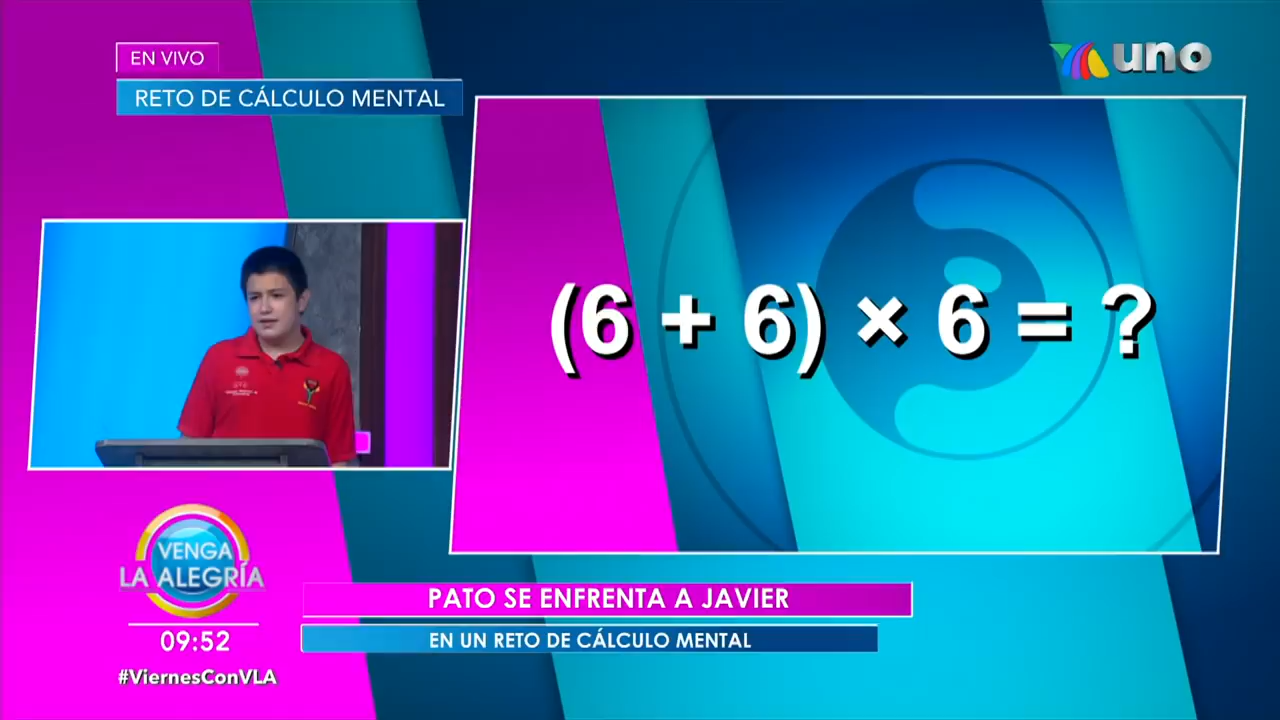 EN VIVO
RETO DE CÁLCULO MENTAL
uno
(6 + 6) × 6 = ?
VENGA
LA ALEGRÍA
09:52
#ViernesConVLA
PATO SE ENFRENTA A JAVIER
EN UN RETO DE CÁLCULO MENTAL